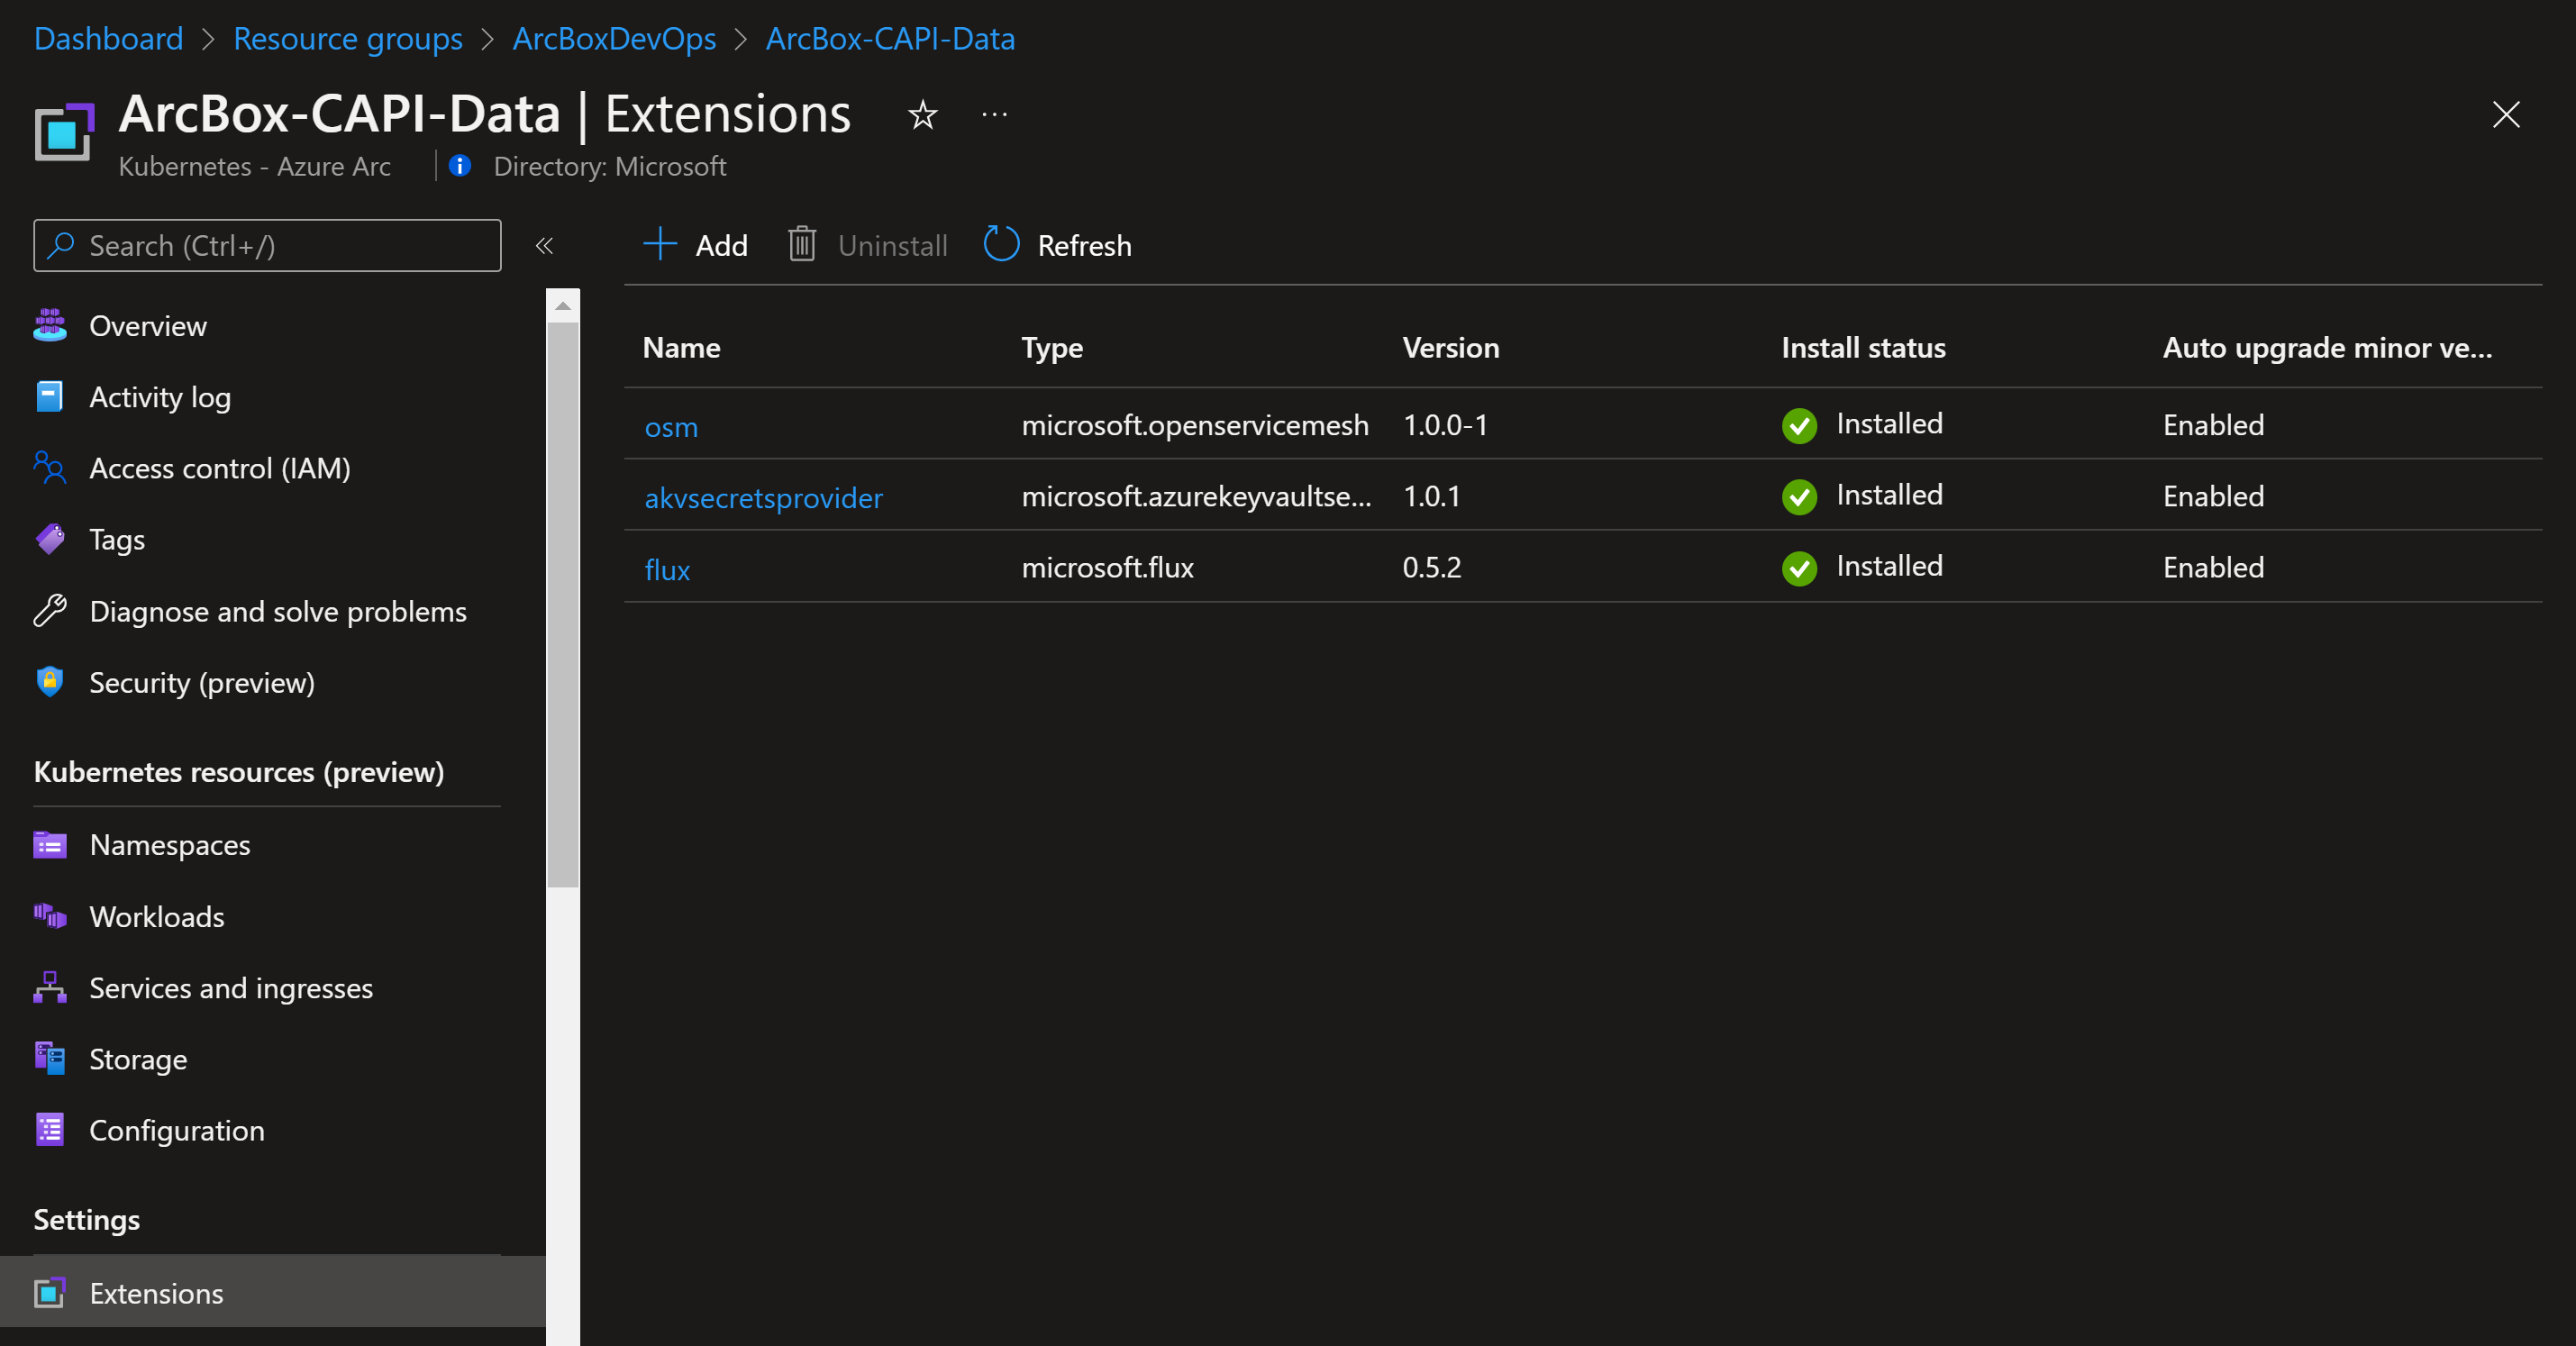 Dashboard > Resource groups > ArcBoxDevOps > ArcBox-CAPI-Data
ArcBox-CAPI-Data | Extensions ☆ ...
Kubernetes - Azure Arc | Directory: Microsoft
Search (Ctrl+/) «
Add Uninstall Refresh
Overview
Activity log
Access control (IAM)
Tags
Diagnose and solve problems
Security (preview)
Kubernetes resources (preview)
Namespaces
Workloads
Services and ingresses
Storage
Configuration
Settings
Extensions
Name Type Version Install status Auto upgrade minor ve...
osm microsoft.openservicemesh 1.0.0-1 Installed Enabled
akvsecretsprovider microsoft.azurekeyvaultse... 1.0.1 Installed Enabled
flux microsoft.flux 0.5.2 Installed Enabled